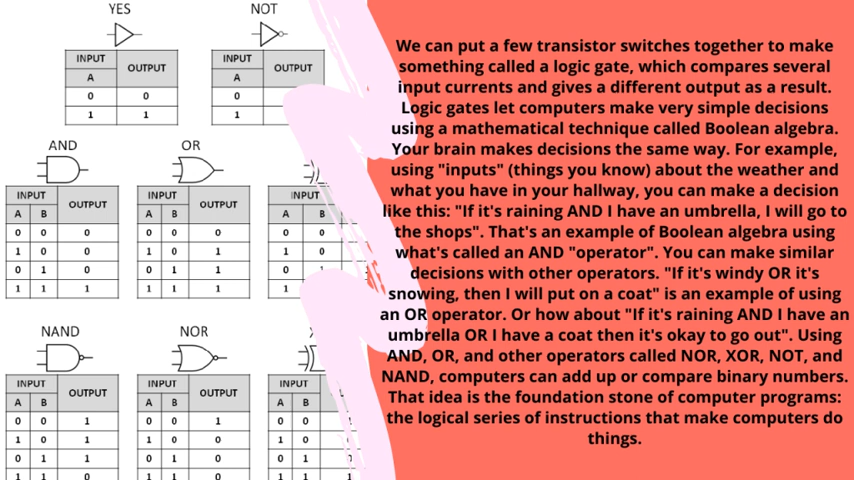 YES NOT
INPUT OUTPUT INPUT OUTPUT
A A
0 0 0
1 1 1
AND OR
INPUT OUTPUT INPUT OUTPUT INPUT
A B A B A B
0 0 0 0 0 0 0 0
1 0 0 1 0 1 1 0
0 1 0 0 1 1 0
1 1 1 1 1 1 1
NAND NOR
INPUT OUTPUT INPUT OUTPUT INPUT
A B A B A B
0 0 1 0 0 1 0 0
1 0 1 1 0 0 1 0
0 1 1 0 1 0 0 1
1 1 0 1 1 0 1 1
We can put a few transistor switches together to make
something called a logic gate, which compares several
input currents and gives a different output as a result.
Logic gates let computers make very simple decisions
using a mathematical technique called Boolean algebra.
Your brain makes decisions the same way. For example,
using "inputs" (things you know) about the weather and
what you have in your hallway, you can make a decision
like this: "If it's raining AND I have an umbrella, I will go to
the shops". That's an example of Boolean algebra using
what's called an AND "operator". You can make similar
decisions with other operators. "If it's windy OR it's
snowing, then I will put on a coat" is an example of using
an OR operator. Or how about "If it's raining AND I have an
umbrella OR I have a coat then it's okay to go out". Using
AND, OR, and other operators called NOR, XOR, NOT, and
NAND, computers can add up or compare binary numbers.
That idea is the foundation stone of computer programs:
the logical series of instructions that make computers do
things.